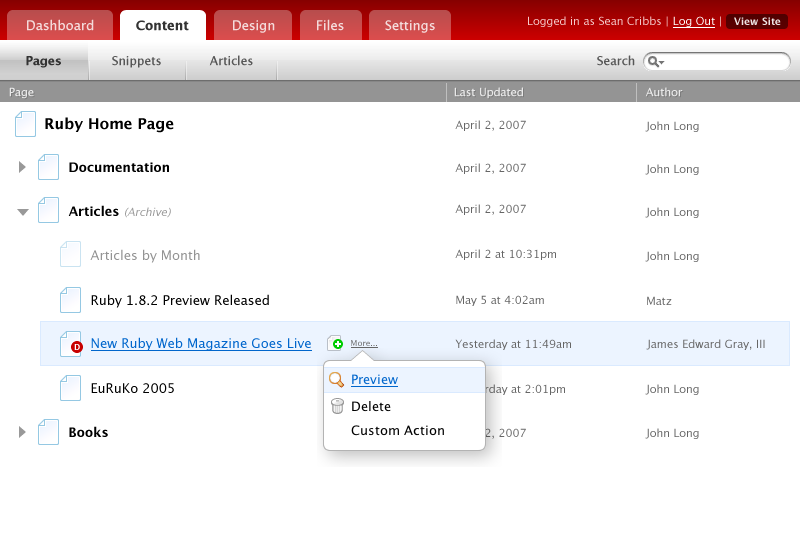 Dashboard Content Design Files Settings Logged in as Sean Cribbs | Log Out | View Site
Pages Snippets Articles Search
Page Last Updated Author
Ruby Home Page April 2, 2007 John Long
Documentation April 2, 2007 John Long
Articles (Archive) April 2, 2007 John Long
Articles by Month April 2 at 10:31pm John Long
Ruby 1.8.2 Preview Released May 5 at 4:02am Matz
D New Ruby Web Magazine Goes Live More... Yesterday at 11:49am James Edward Gray, III
Preview
EuRuKo 2005 day at 2:01pm John Long
Delete
Custom Action
Books 2, 2007 John Long